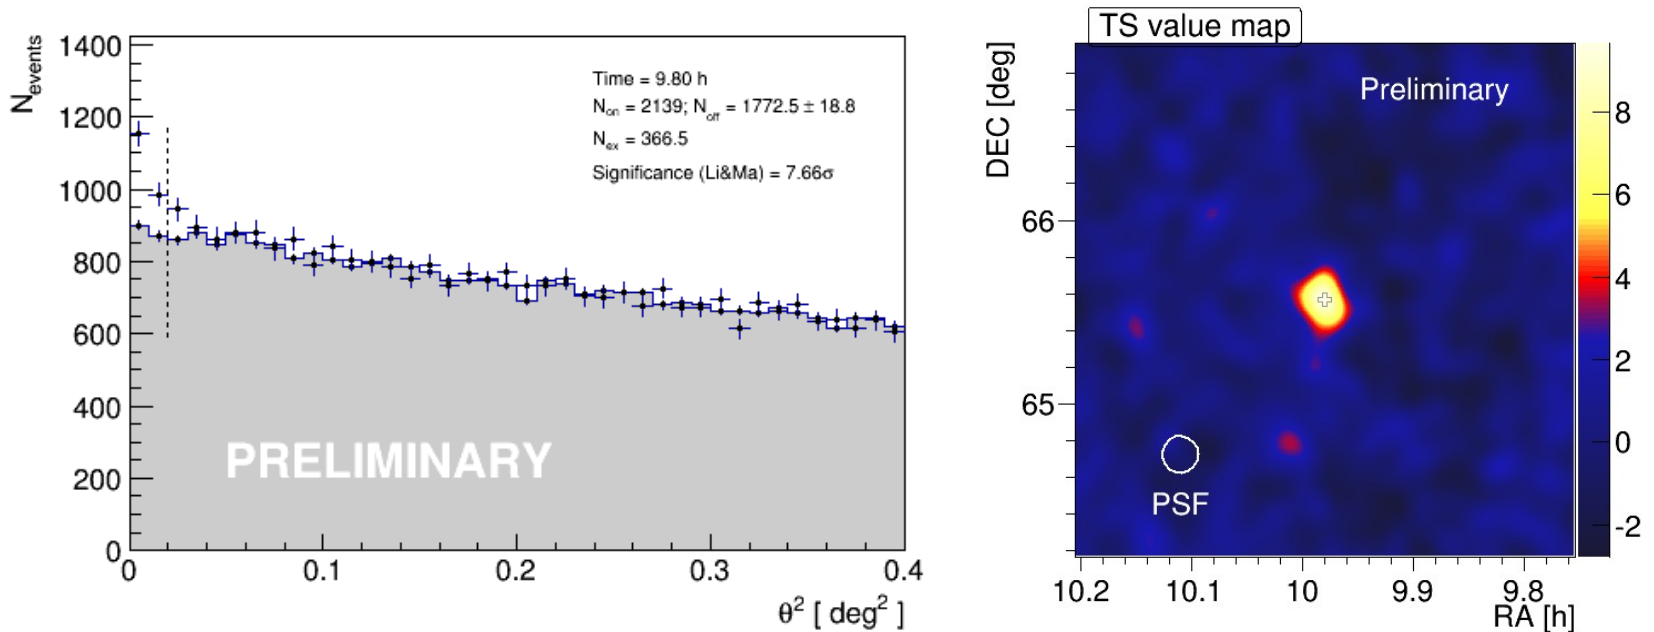 1400
1200
1000
800
600
400
200
0
N_events
Time = 9.80 h
N_on = 2139; N_off = 1772.5 ± 18.8
N_ex = 366.5
Significance (Li&Ma) = 7.66σ
PRELIMINARY
0 0.1 0.2 0.3 0.4
θ² [ deg² ]
TS value map
DEC [deg]
Preliminary
66
65
PSF
10.2 10.1 10 9.9 9.8
RA [h]
8
6
4
2
0
-2